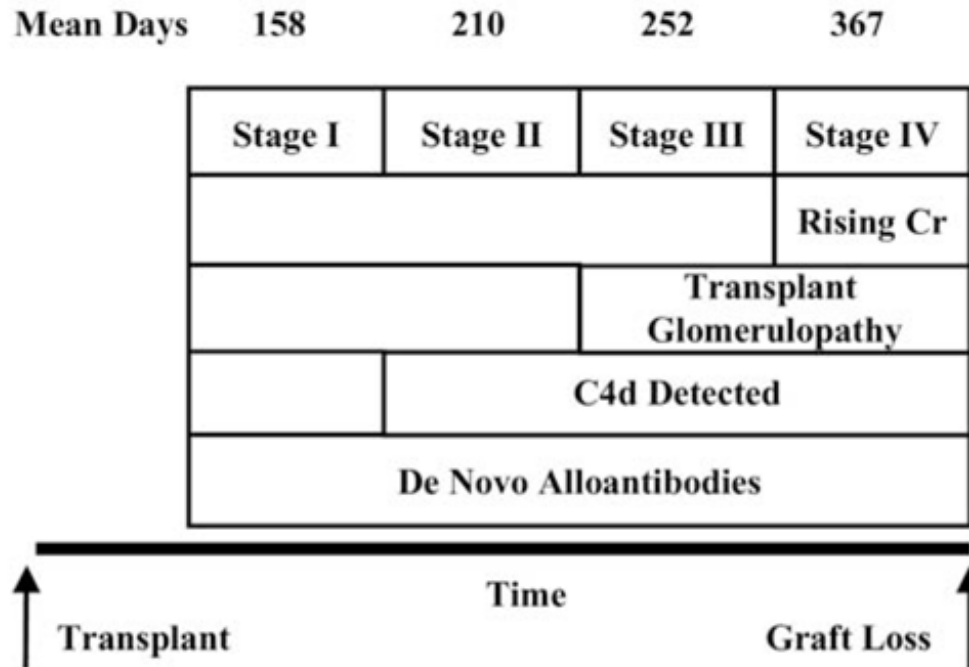 Mean Days 158 210 252 367
Stage I Stage II Stage III Stage IV
Rising Cr
Transplant
Glomerulopathy
C4d Detected
De Novo Alloantibodies
Time
Transplant Graft Loss